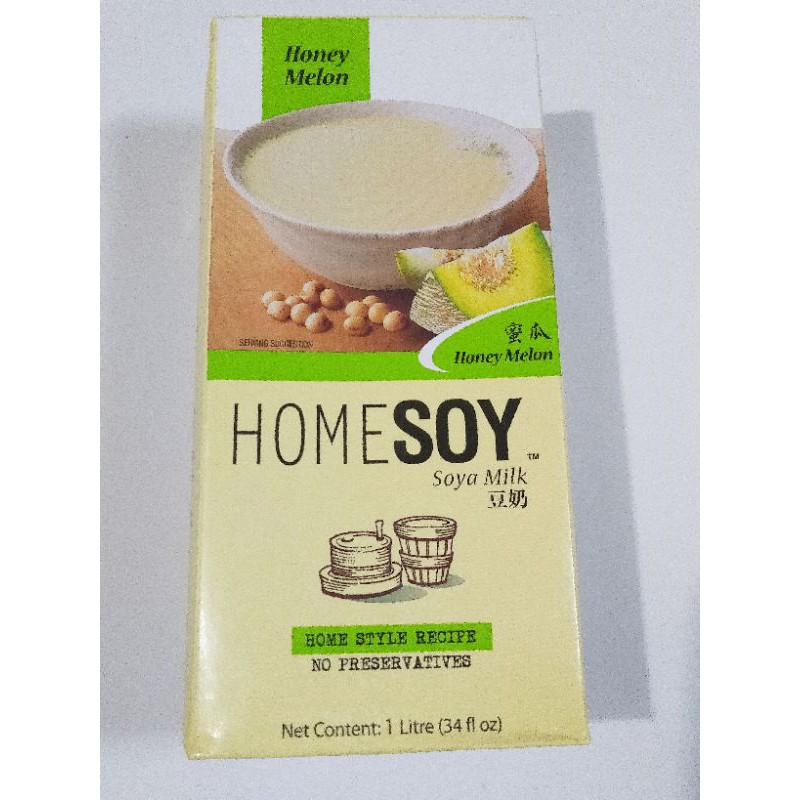 Honey
Melon
SERVING SUGGESTION
蜜瓜
Honey Melon
HOMESOY™
Soya Milk
豆奶
HOME STYLE RECIPE
NO PRESERVATIVES
Net Content: 1 Litre (34 fl oz)